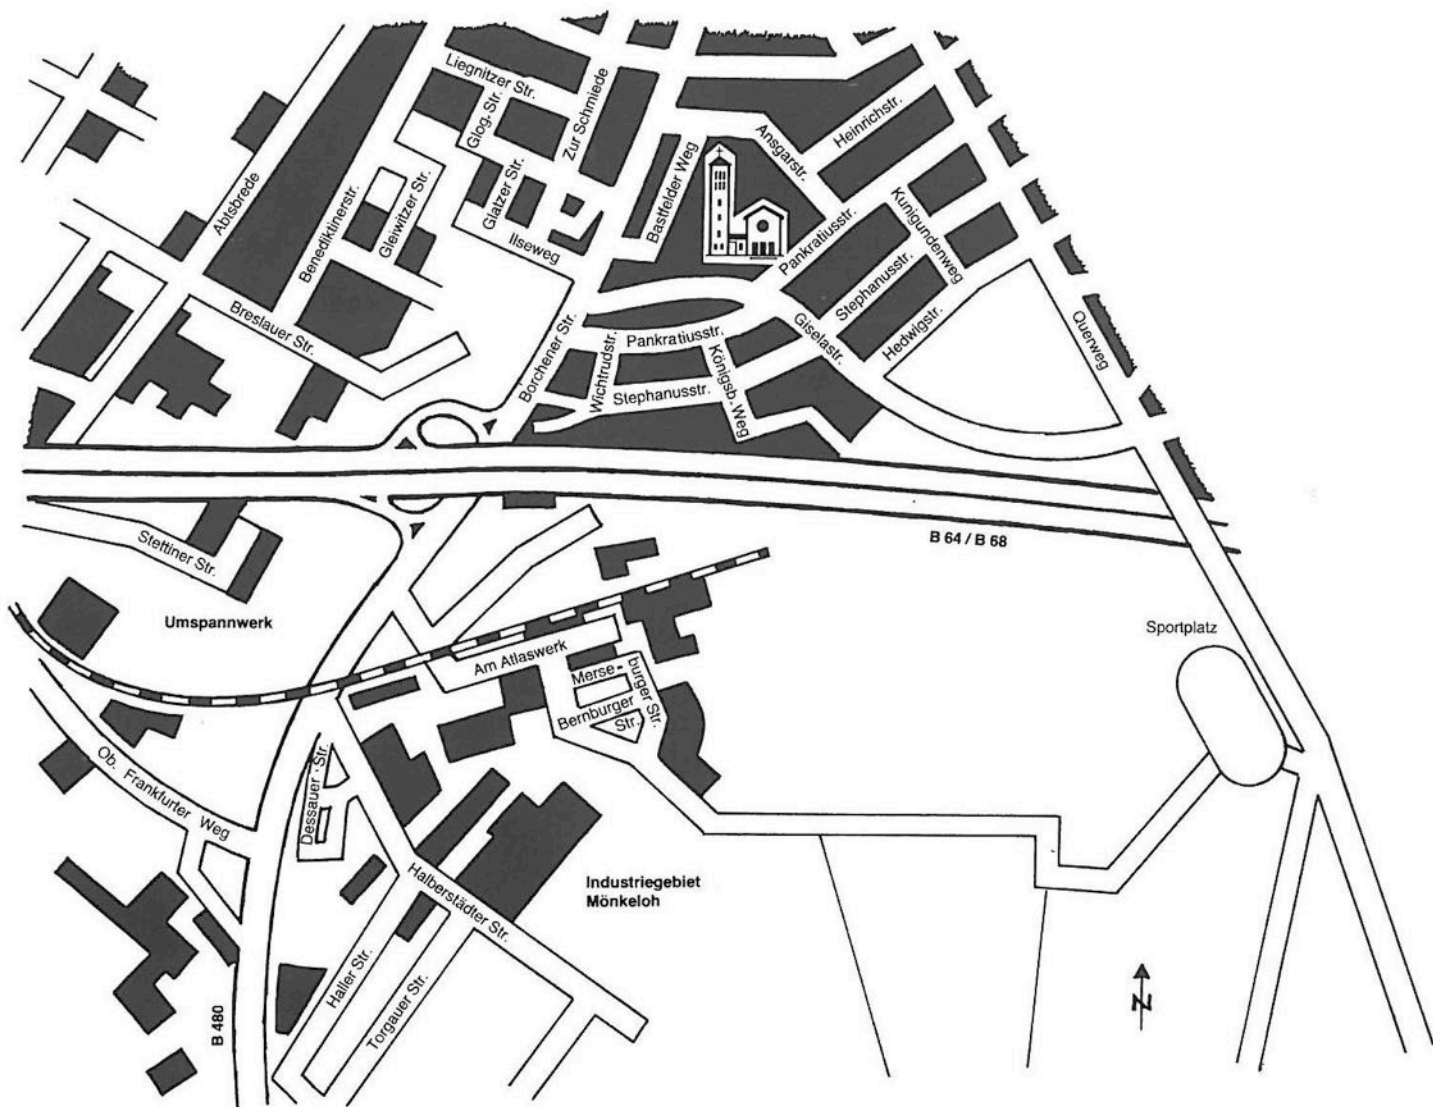 Liegnitzer Str.
Glog. Str.
Zur Schmiede
Ansgarstr.
Heinrichstr.
Bastfelder Weg
Abtsbrede
Benediktinerstr.
Gleiwitzer Str.
Glatzer Str.
Ilseweg
Pankratiusstr.
Kunigundenweg
Stephanusstr.
Hedwigstr.
Giselastr.
Querweg
Breslauer Str.
Borchener Str.
Wichtrudstr.
Pankratiusstr.
Königsb. Weg
Stephanusstr.
B 64 / B 68
Stettiner Str.
Umspannwerk
Sportplatz
Am Atlaswerk
Merse-
burger Str.
Bernburger
Str.
Ob. Frankfurter Weg
Dessauer Str.
Halberstädter Str.
Industriegebiet
Mönkeloh
Haller Str.
Torgauer Str.
B 480
N